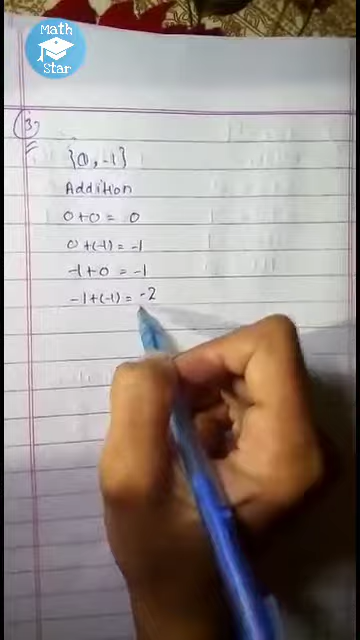 Math
Star
3)
{0, -1}
Addition
0+0 = 0
0+(-1) = -1
-1+0 = -1
-1+(-1) = -2